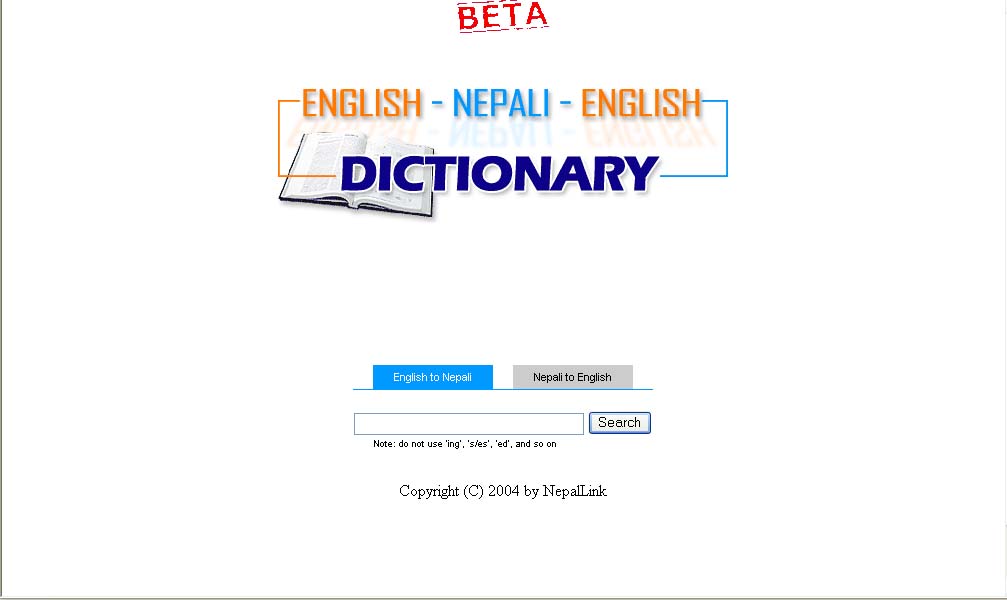 BETA
ENGLISH - NEPALI - ENGLISH
DICTIONARY
English to Nepali Nepali to English
Search
Note: do not use 'ing', 's/es', 'ed', and so on
Copyright (C) 2004 by NepalLink